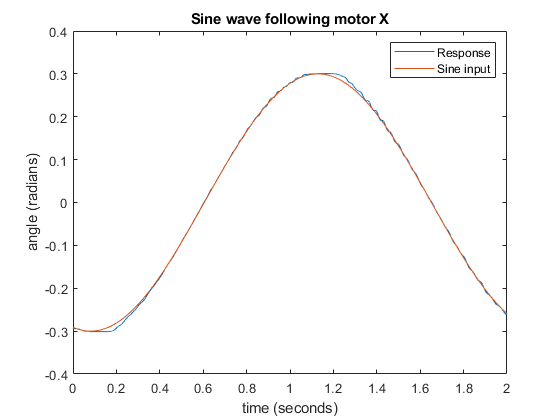 Sine wave following motor X
Response
Sine input
0.4
0.3
0.2
0.1
0
-0.1
-0.2
-0.3
-0.4
angle (radians)
0 0.2 0.4 0.6 0.8 1 1.2 1.4 1.6 1.8 2
time (seconds)